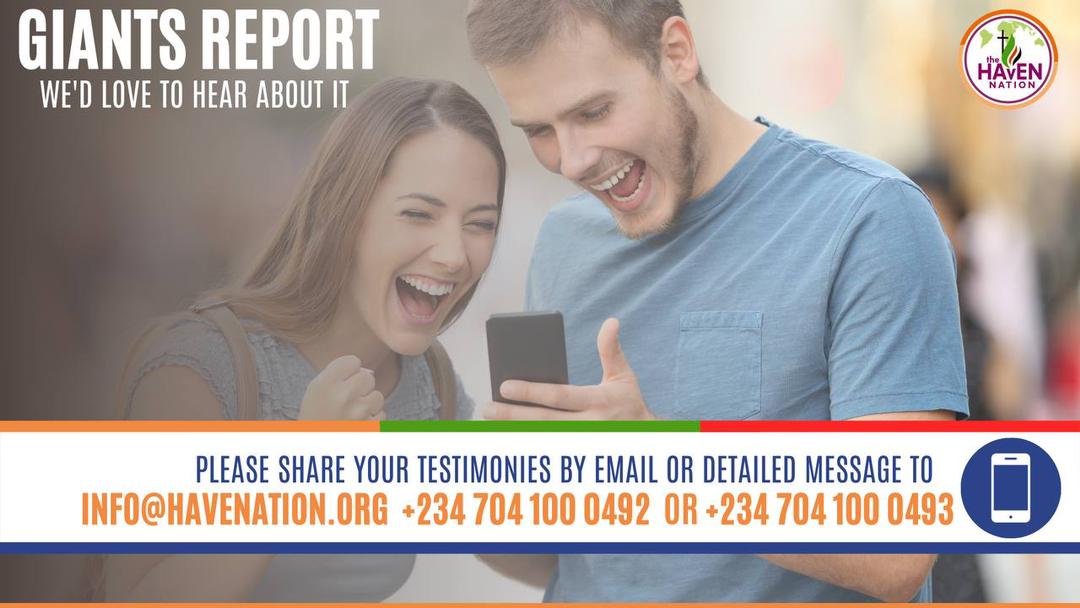 GIANTS REPORT
WE'D LOVE TO HEAR ABOUT IT
the
HAVEN
NATION
PLEASE SHARE YOUR TESTIMONIES BY EMAIL OR DETAILED MESSAGE TO
INFO@HAVENATION.ORG +234 704 100 0492 OR +234 704 100 0493